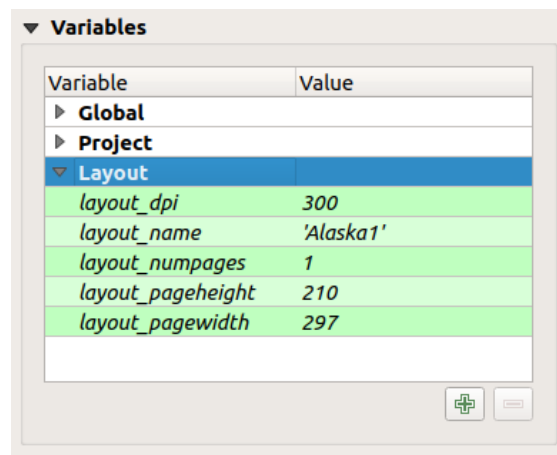 Variables
Variable Value
Global
Project
Layout
layout_dpi 300
layout_name 'Alaska1'
layout_numpages 1
layout_pageheight 210
layout_pagewidth 297